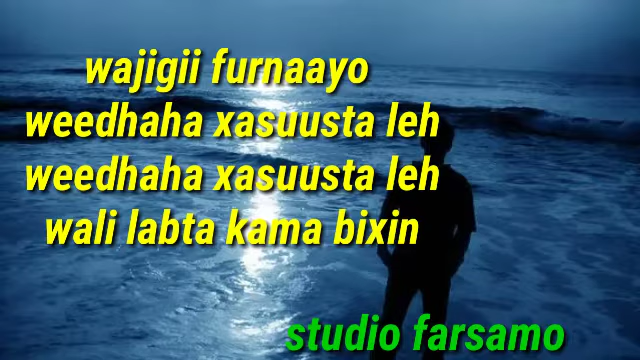 wajigii furnaayo
weedhaha xasuusta leh
weedhaha xasuusta leh
wali labta kama bixin
studio farsamo